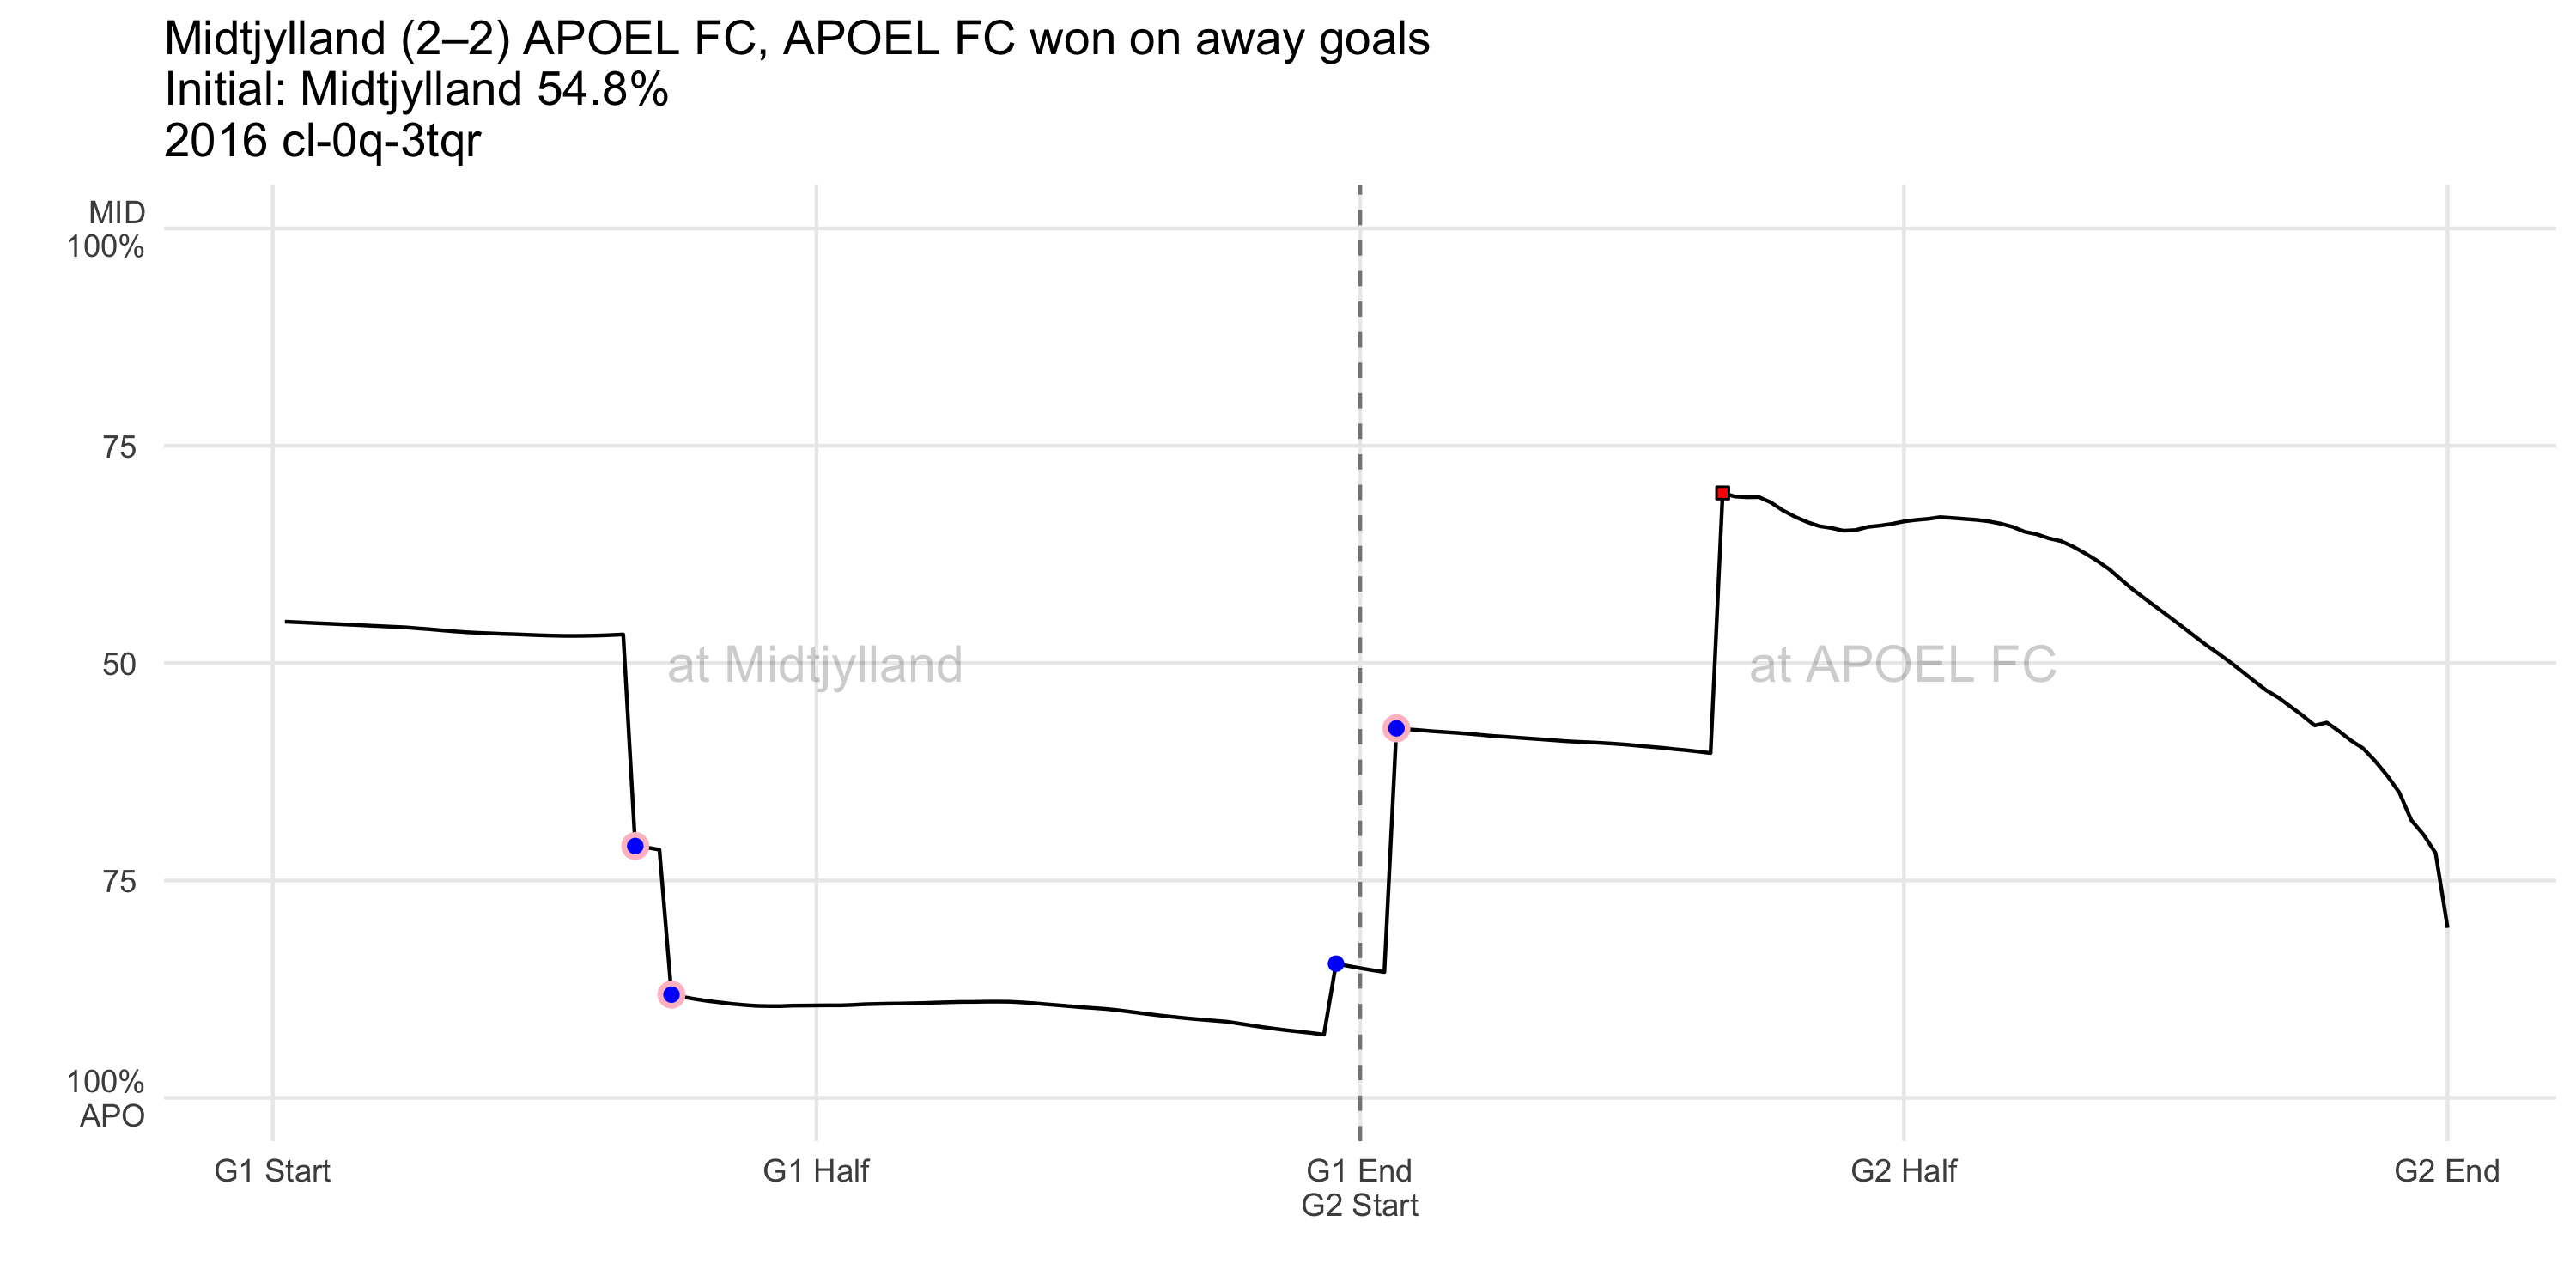 Midtjylland (2–2) APOEL FC, APOEL FC won on away goals
Initial: Midtjylland 54.8%
2016 cl-0q-3tqr
MID
100%
75
50
75
100%
APO
at Midtjylland
at APOEL FC
G1 Start
G1 Half
G1 End
G2 Start
G2 Half
G2 End